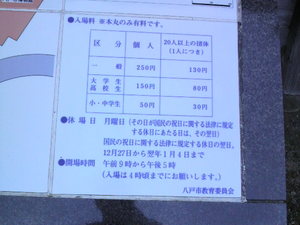 ●入場料 ※本丸のみ有料です。
区分 個人 20人以上の団体(1人につき)
一般 250円 130円
大学生 高校生 150円 80円
小・中学生 50円 30円
●休場日 月曜日(その日が国民の祝日に関する法律に規定
する休日にあたる日は、その翌日)
国民の祝日に関する法律に規定する休日の翌日。
12月27日から翌年1月4日まで
●開場時間 午前9時から午後5時
(入場は4時頃までにお願いします。)
八戸市教育委員会